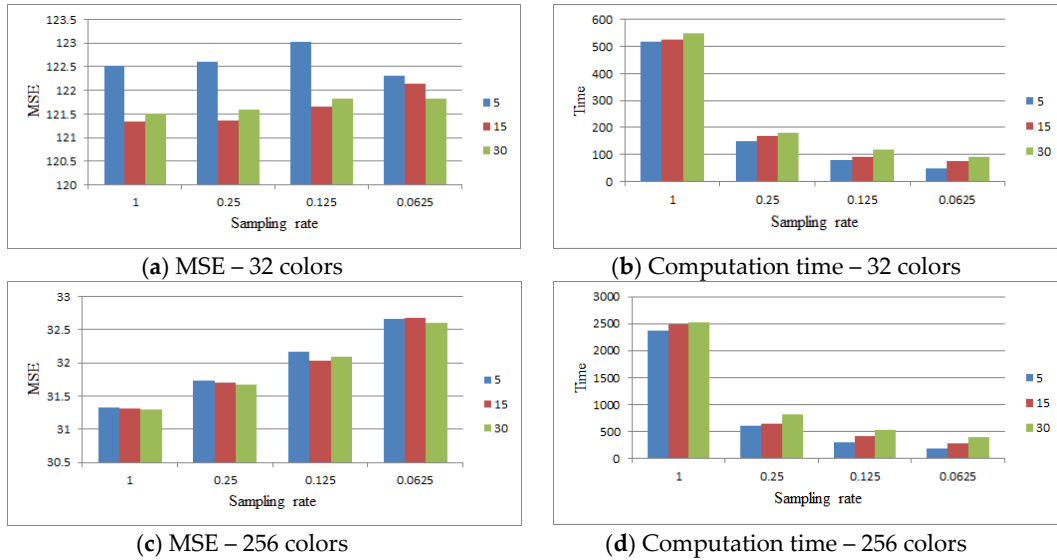 123.5
123
122.5
122
121.5
121
120.5
120
MSE
1 0.25 0.125 0.0625
Sampling rate
5
15
30
(a) MSE – 32 colors
600
500
400
300
200
100
0
Time
1 0.25 0.125 0.0625
Sampling rate
5
15
30
(b) Computation time – 32 colors
33
32.5
32
31.5
31
30.5
MSE
1 0.25 0.125 0.0625
Sampling rate
5
15
30
(c) MSE – 256 colors
3000
2500
2000
1500
1000
500
0
Time
1 0.25 0.125 0.0625
Sampling rate
5
15
30
(d) Computation time – 256 colors